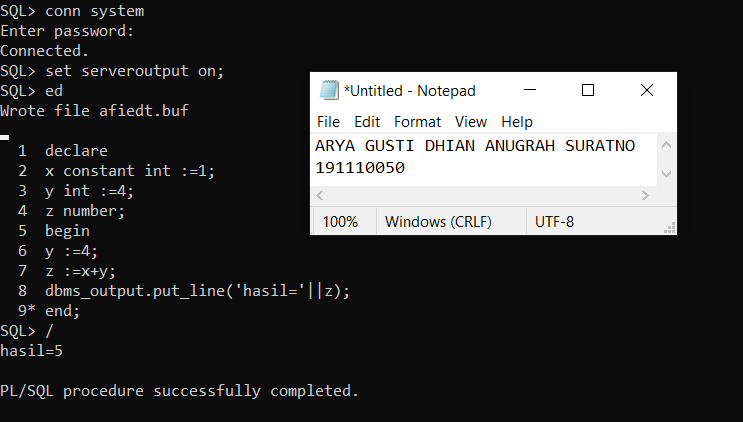 SQL> conn system
Enter password:
Connected.
SQL> set serveroutput on;
SQL> ed
Wrote file afiedt.buf
  1  declare
  2  x constant int :=1;
  3  y int :=4;
  4  z number;
  5  begin
  6  y :=4;
  7  z :=x+y;
  8  dbms_output.put_line('hasil='||z);
  9* end;
SQL> /
hasil=5
PL/SQL procedure successfully completed.
*Untitled - Notepad
File Edit Format View Help
ARYA GUSTI DHIAN ANUGRAH SURATNO
191110050
100% Windows (CRLF) UTF-8